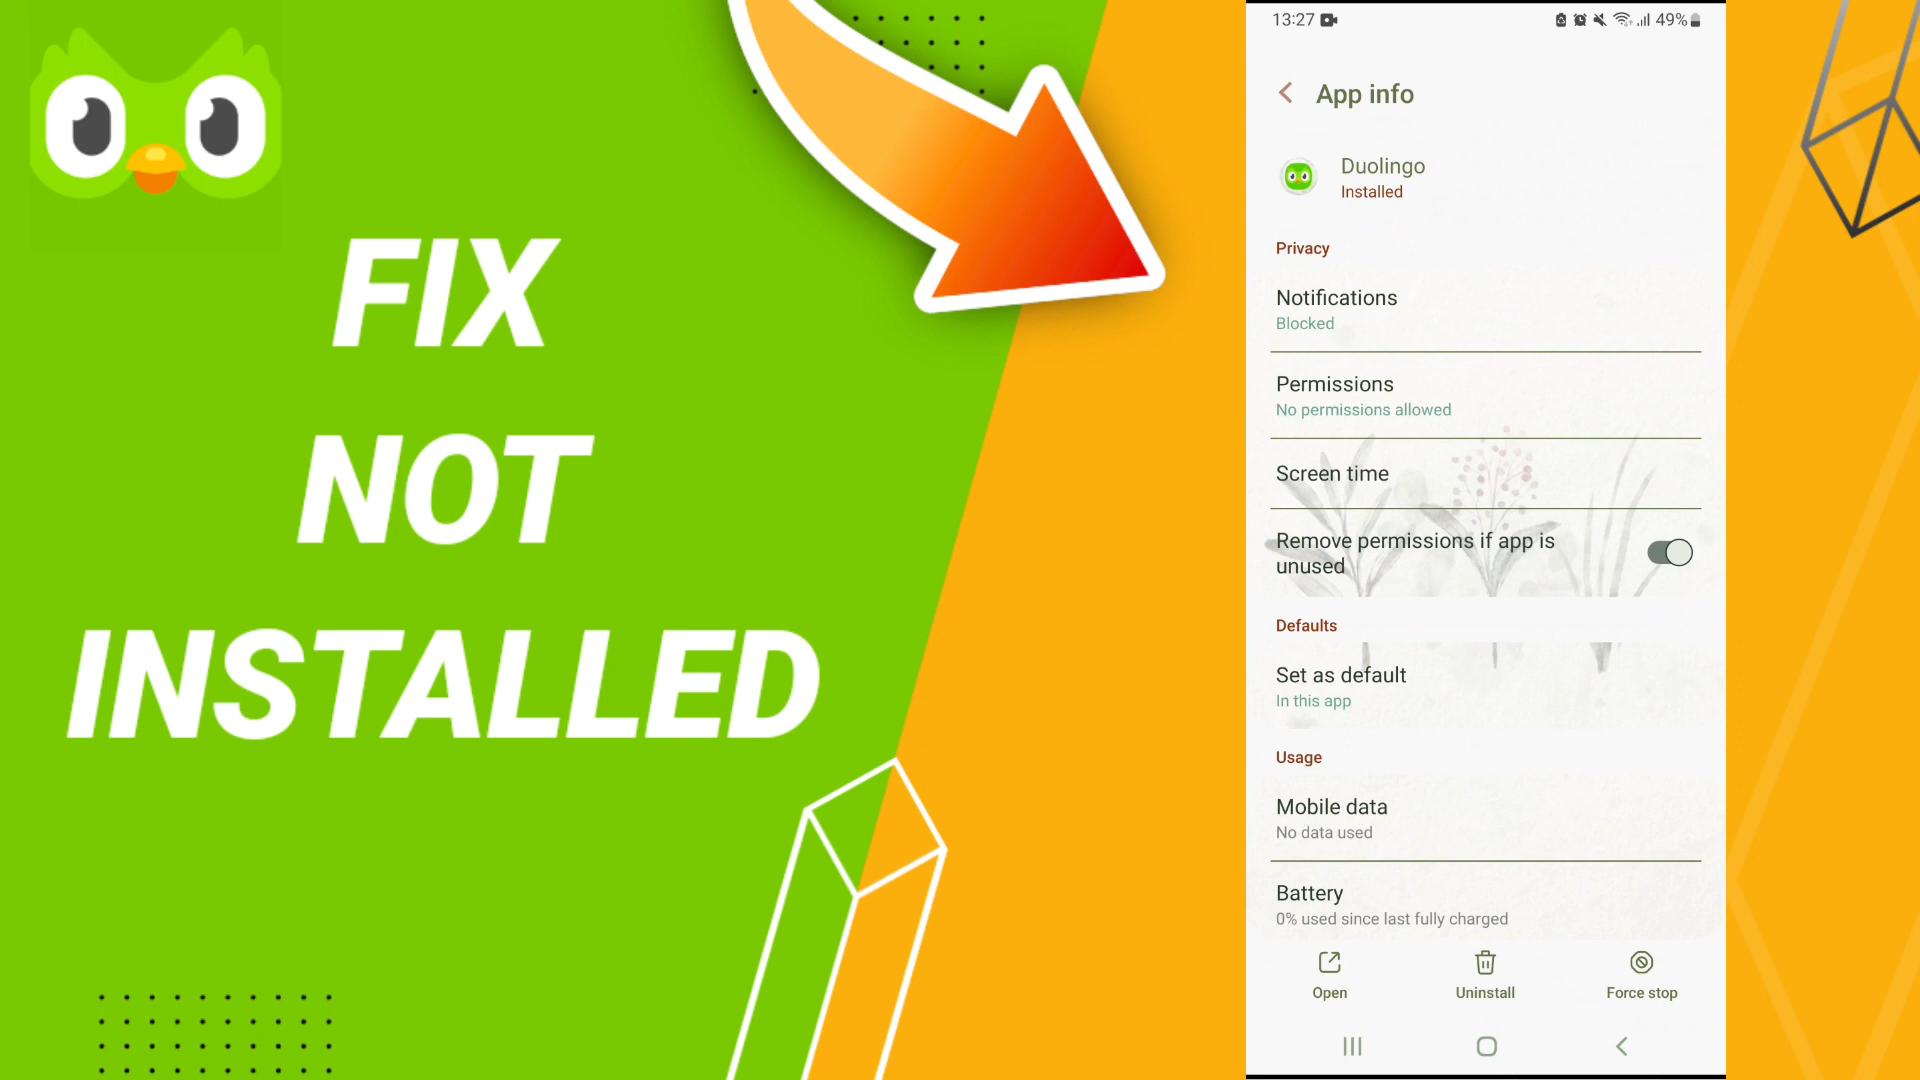 FIX
NOT
INSTALLED
13:27
49%
App info
Duolingo
Installed
Privacy
Notifications
Blocked
Permissions
No permissions allowed
Screen time
Remove permissions if app is
unused
Defaults
Set as default
In this app
Usage
Mobile data
No data used
Battery
0% used since last fully charged
Open
Uninstall
Force stop